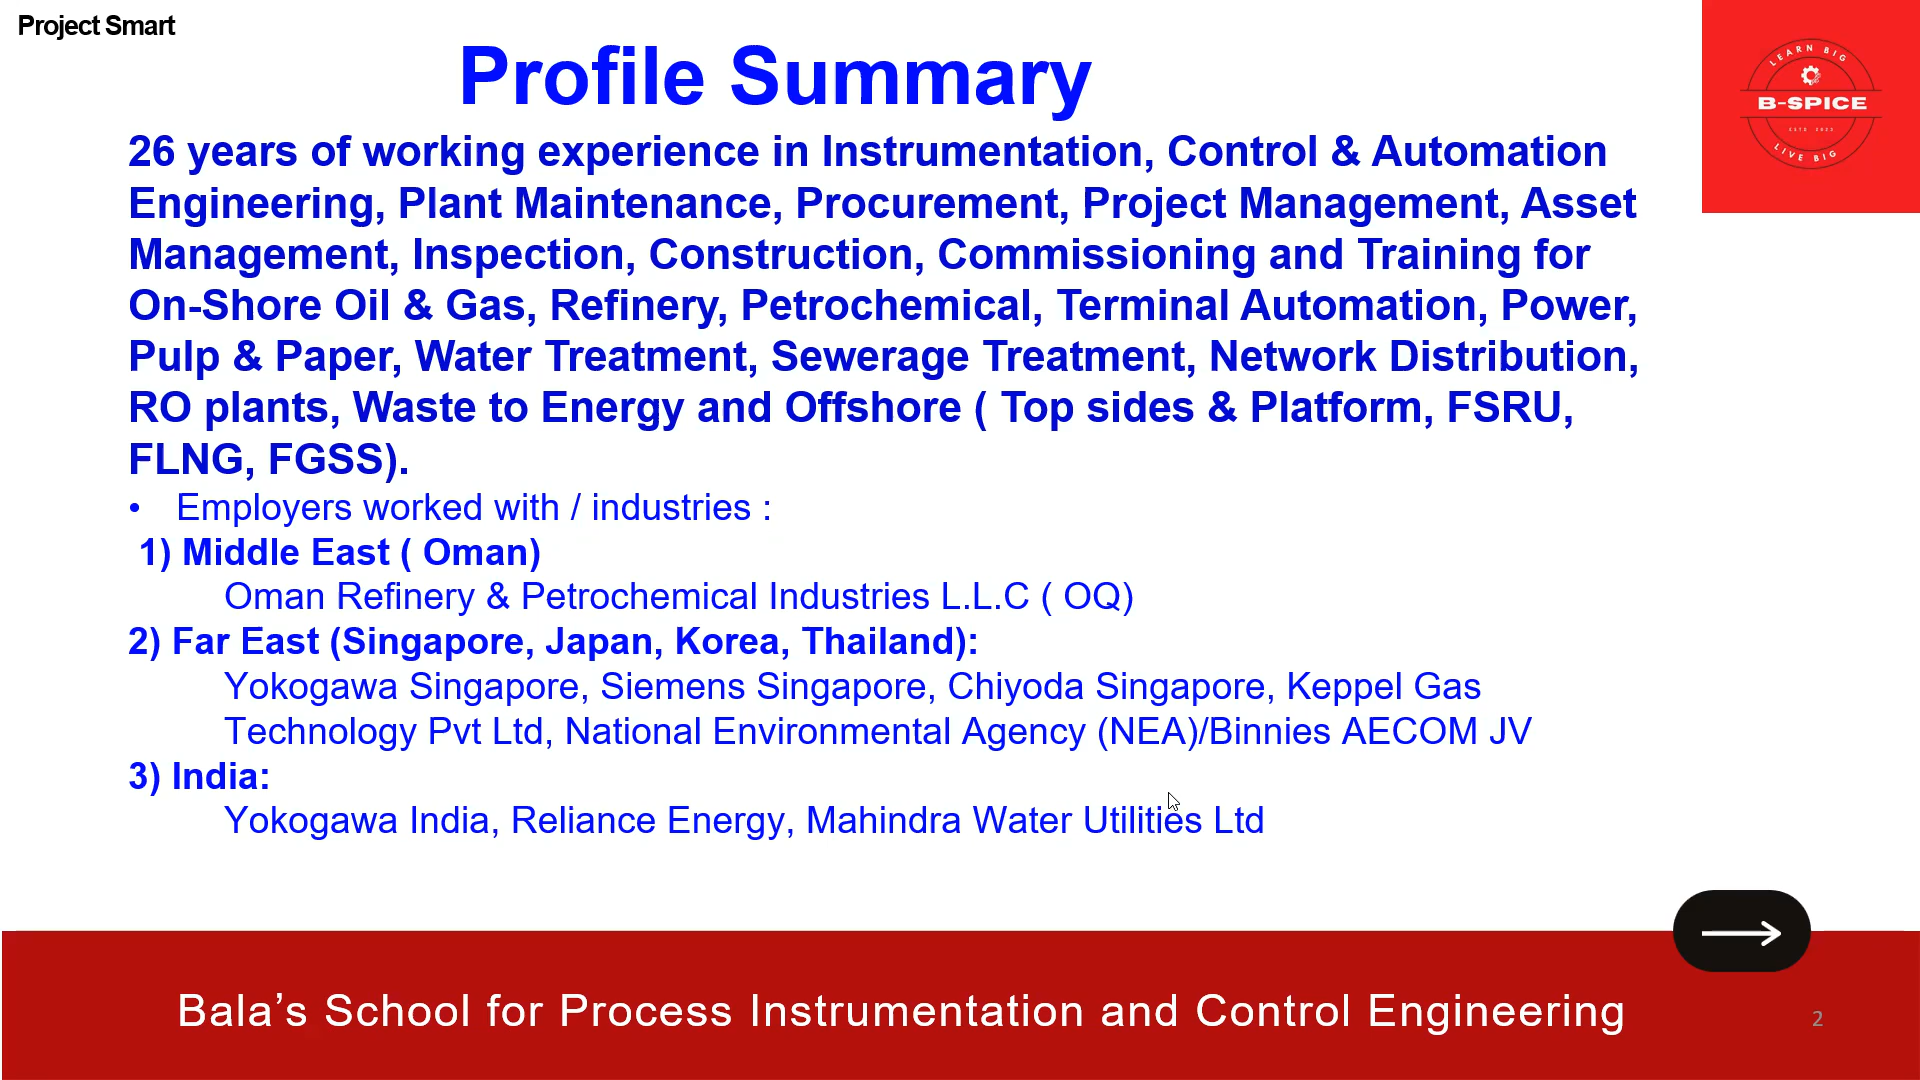 Project Smart
Profile Summary
LEARN BIG
B-SPICE
ESTD 2023
LIVE BIG
26 years of working experience in Instrumentation, Control & Automation
Engineering, Plant Maintenance, Procurement, Project Management, Asset
Management, Inspection, Construction, Commissioning and Training for
On-Shore Oil & Gas, Refinery, Petrochemical, Terminal Automation, Power,
Pulp & Paper, Water Treatment, Sewerage Treatment, Network Distribution,
RO plants, Waste to Energy and Offshore ( Top sides & Platform, FSRU,
FLNG, FGSS).
• Employers worked with / industries :
1) Middle East ( Oman)
Oman Refinery & Petrochemical Industries L.L.C ( OQ)
2) Far East (Singapore, Japan, Korea, Thailand):
Yokogawa Singapore, Siemens Singapore, Chiyoda Singapore, Keppel Gas
Technology Pvt Ltd, National Environmental Agency (NEA)/Binnies AECOM JV
3) India:
Yokogawa India, Reliance Energy, Mahindra Water Utilities Ltd
Bala’s School for Process Instrumentation and Control Engineering
2